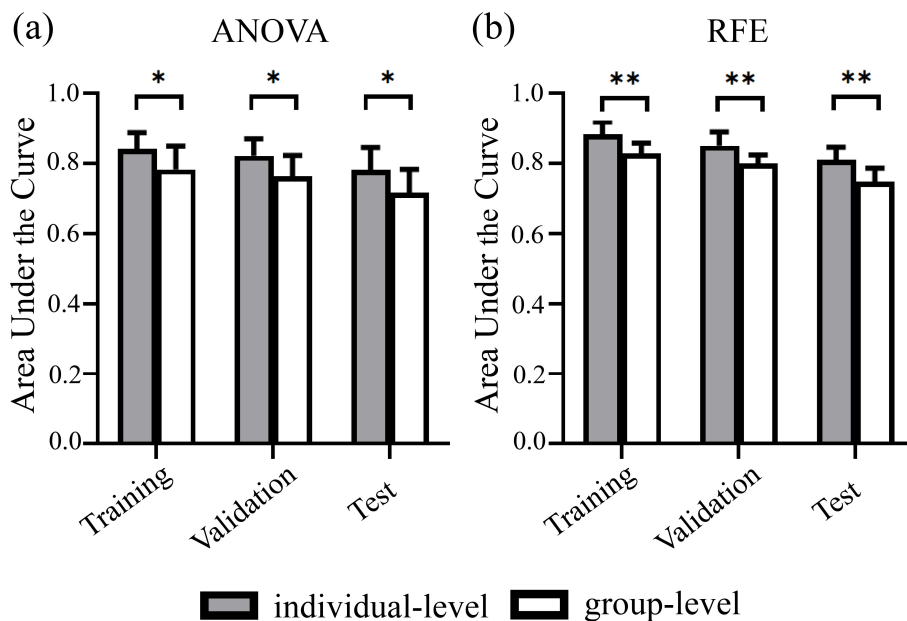 (a) ANOVA
* * *
Area Under the Curve
1.0
0.8
0.6
0.4
0.2
0.0
Training
Validation
Test
(b) RFE
** ** **
Area Under the Curve
1.0
0.8
0.6
0.4
0.2
0.0
Training
Validation
Test
individual-level group-level